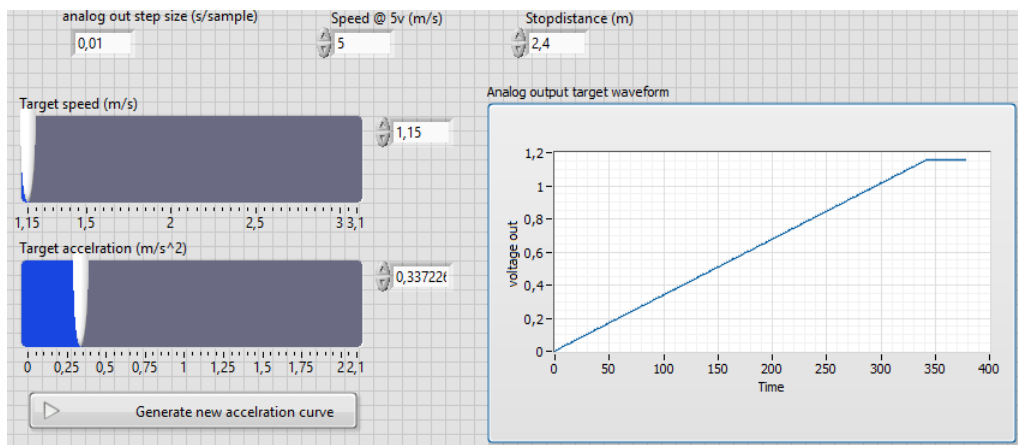 analog out step size (s/sample)
0,01
Speed @ 5v (m/s)
5
Stopdistance (m)
2,4
Target speed (m/s)
1,15
1,15 1,5 2 2,5 3 3,1
Target accelration (m/s^2)
0,337226
0 0,25 0,5 0,75 1 1,25 1,5 1,75 2 2,1
Generate new accelration curve
Analog output target waveform
voltage out
1,2
1
0,8
0,6
0,4
0,2
0
0 50 100 150 200 250 300 350 400
Time